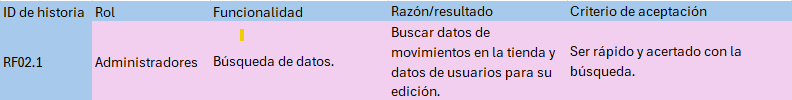 ID de historia Rol Funcionalidad Razón/resultado Criterio de aceptación
RF02.1 Administradores Búsqueda de datos. Buscar datos de
movimientos en la tienda y
datos de usuarios para su
edición. Ser rápido y acertado con la
búsqueda.